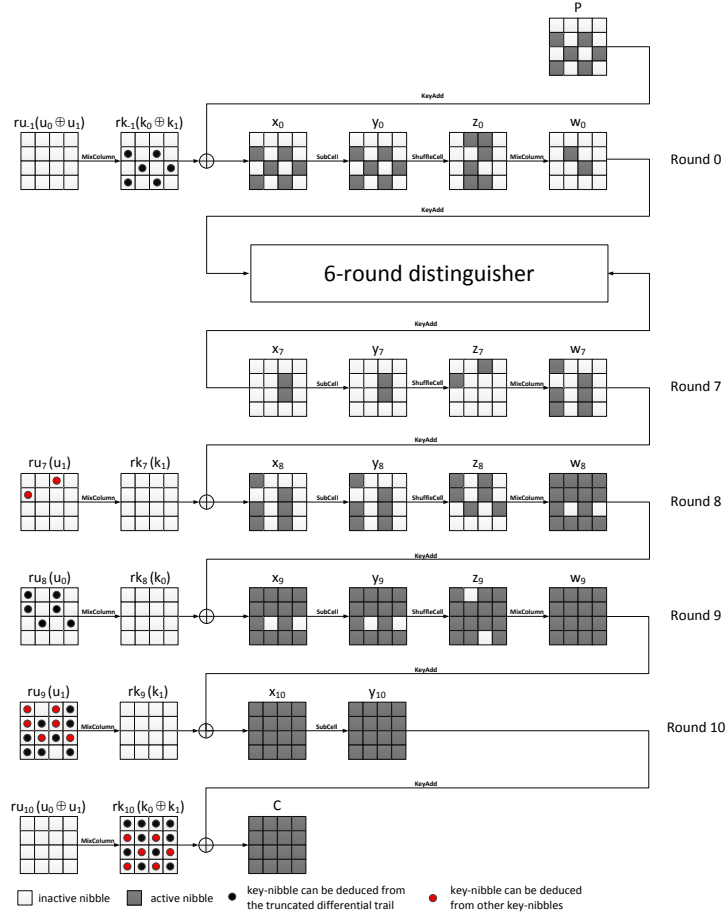 P
KeyAdd
ru₋₁(u₀ ⊕ u₁) rk₋₁(k₀ ⊕ k₁) x₀ y₀ z₀ w₀
MixColumn SubCell ShuffleCell MixColumn Round 0
KeyAdd
6-round distinguisher
KeyAdd
x₇ y₇ z₇ w₇
SubCell ShuffleCell MixColumn Round 7
KeyAdd
ru₇(u₁) rk₇(k₁) x₈ y₈ z₈ w₈
MixColumn SubCell ShuffleCell MixColumn Round 8
KeyAdd
ru₈(u₀) rk₈(k₀) x₉ y₉ z₉ w₉
MixColumn SubCell ShuffleCell MixColumn Round 9
KeyAdd
ru₉(u₁) rk₉(k₁) x₁₀ y₁₀
MixColumn SubCell Round 10
KeyAdd
ru₁₀(u₀ ⊕ u₁) rk₁₀(k₀ ⊕ k₁) C
MixColumn
inactive nibble active nibble key-nibble can be deduced from key-nibble can be deduced
the truncated differential trail from other key-nibbles